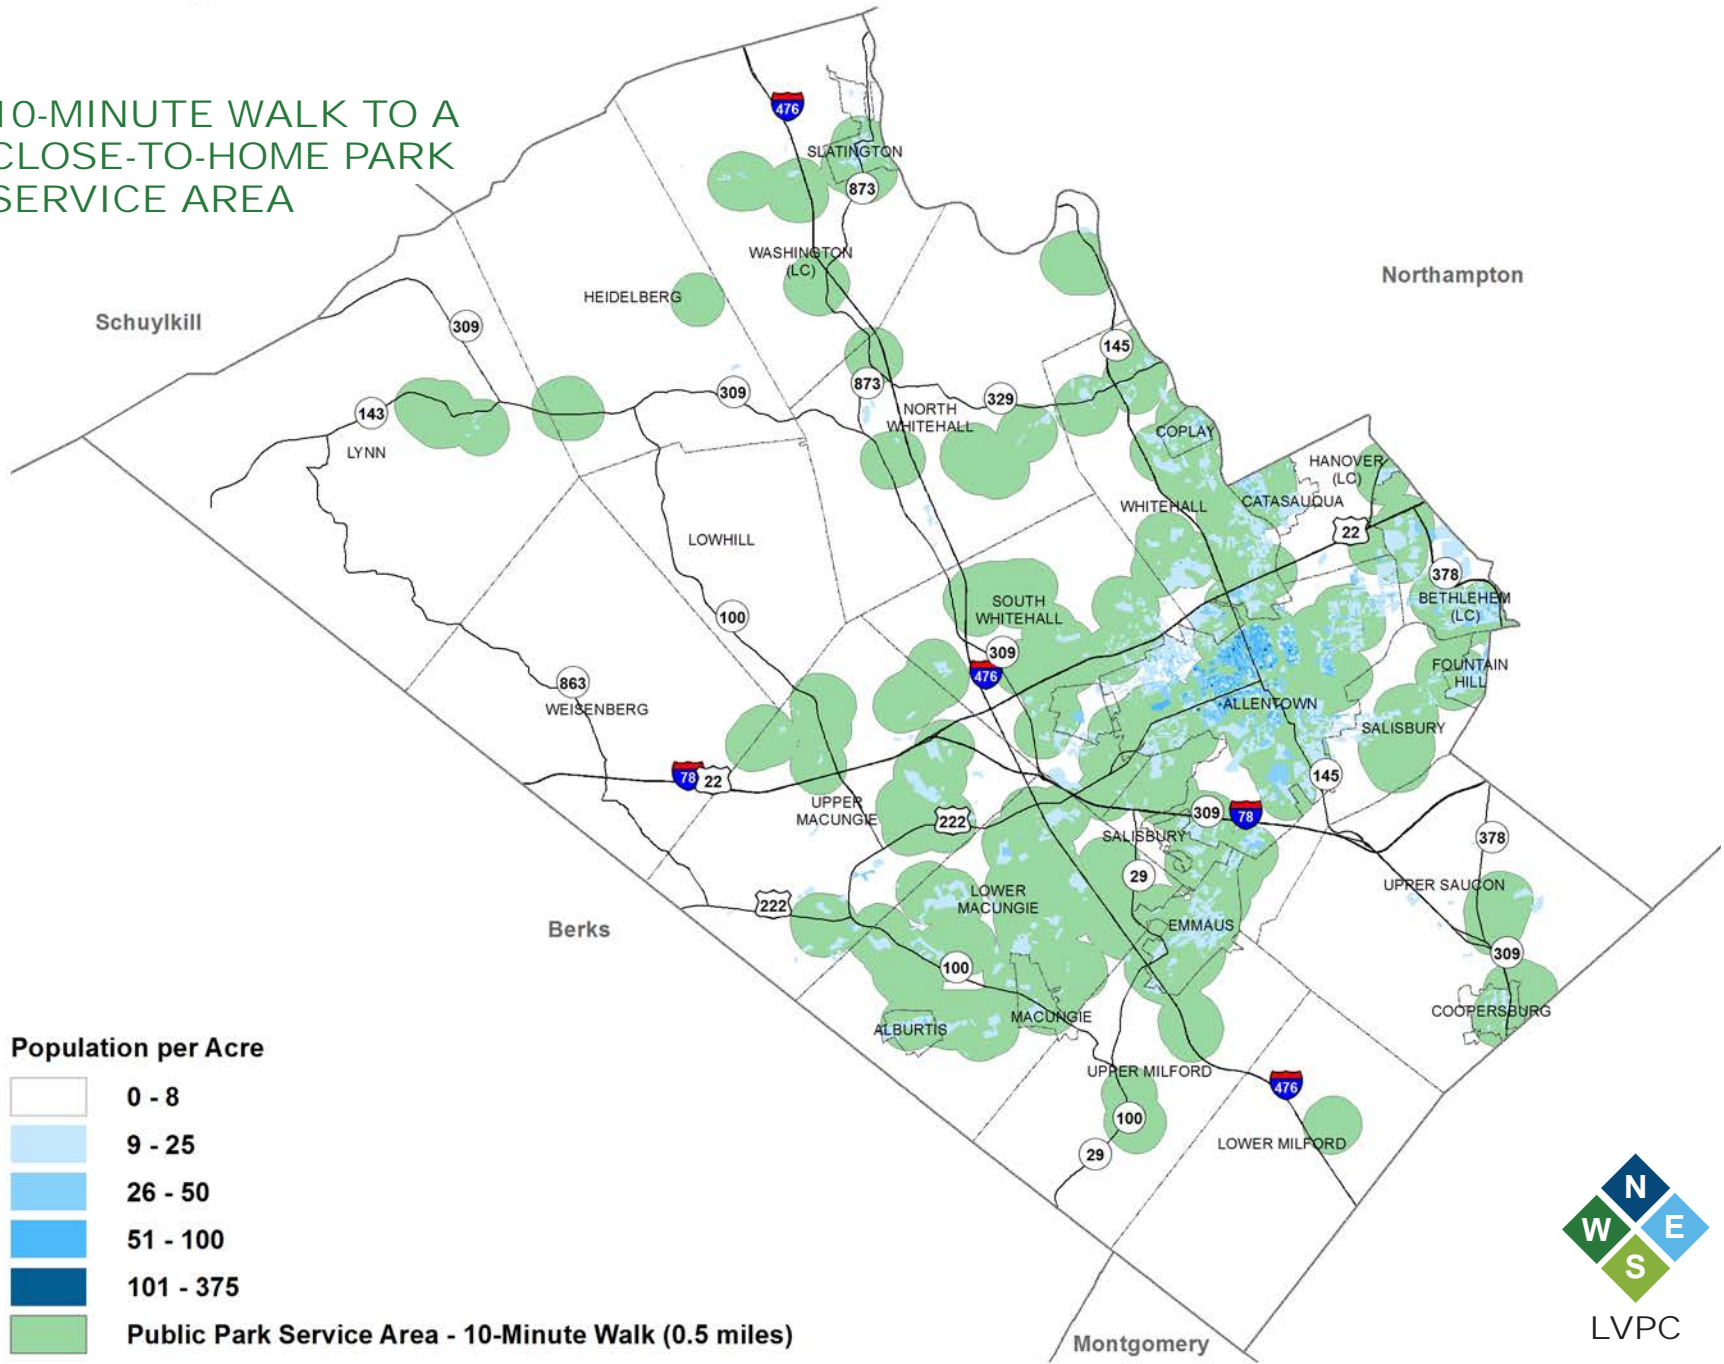 10-MINUTE WALK TO A
CLOSE-TO-HOME PARK
SERVICE AREA
476
SLATINGTON
873
WASHINGTON
(LC)
Northampton
HEIDELBERG
Schuylkill
309
145
309
873
329
143
NORTH
WHITEHALL
COPLAY
LYNN
HANOVER
(LC)
CATASAUQUA
WHITEHALL
22
LOWHILL
378
BETHLEHEM
(LC)
SOUTH
WHITEHALL
100
309
476
FOUNTAIN
HILL
863
WEISENBERG
ALLENTOWN
SALISBURY
78
22
145
UPPER
MACUNGIE
222
309
78
SALISBURY
378
29
UPPER SAUCON
LOWER
MACUNGIE
222
EMMAUS
Berks
309
100
COOPERSBURG
MACUNGIE
ALBURTIS
UPPER MILFORD
476
100
LOWER MILFORD
29
Population per Acre
0 - 8
9 - 25
26 - 50
51 - 100
101 - 375
Public Park Service Area - 10-Minute Walk (0.5 miles)
Montgomery
N
W
E
S
LVPC